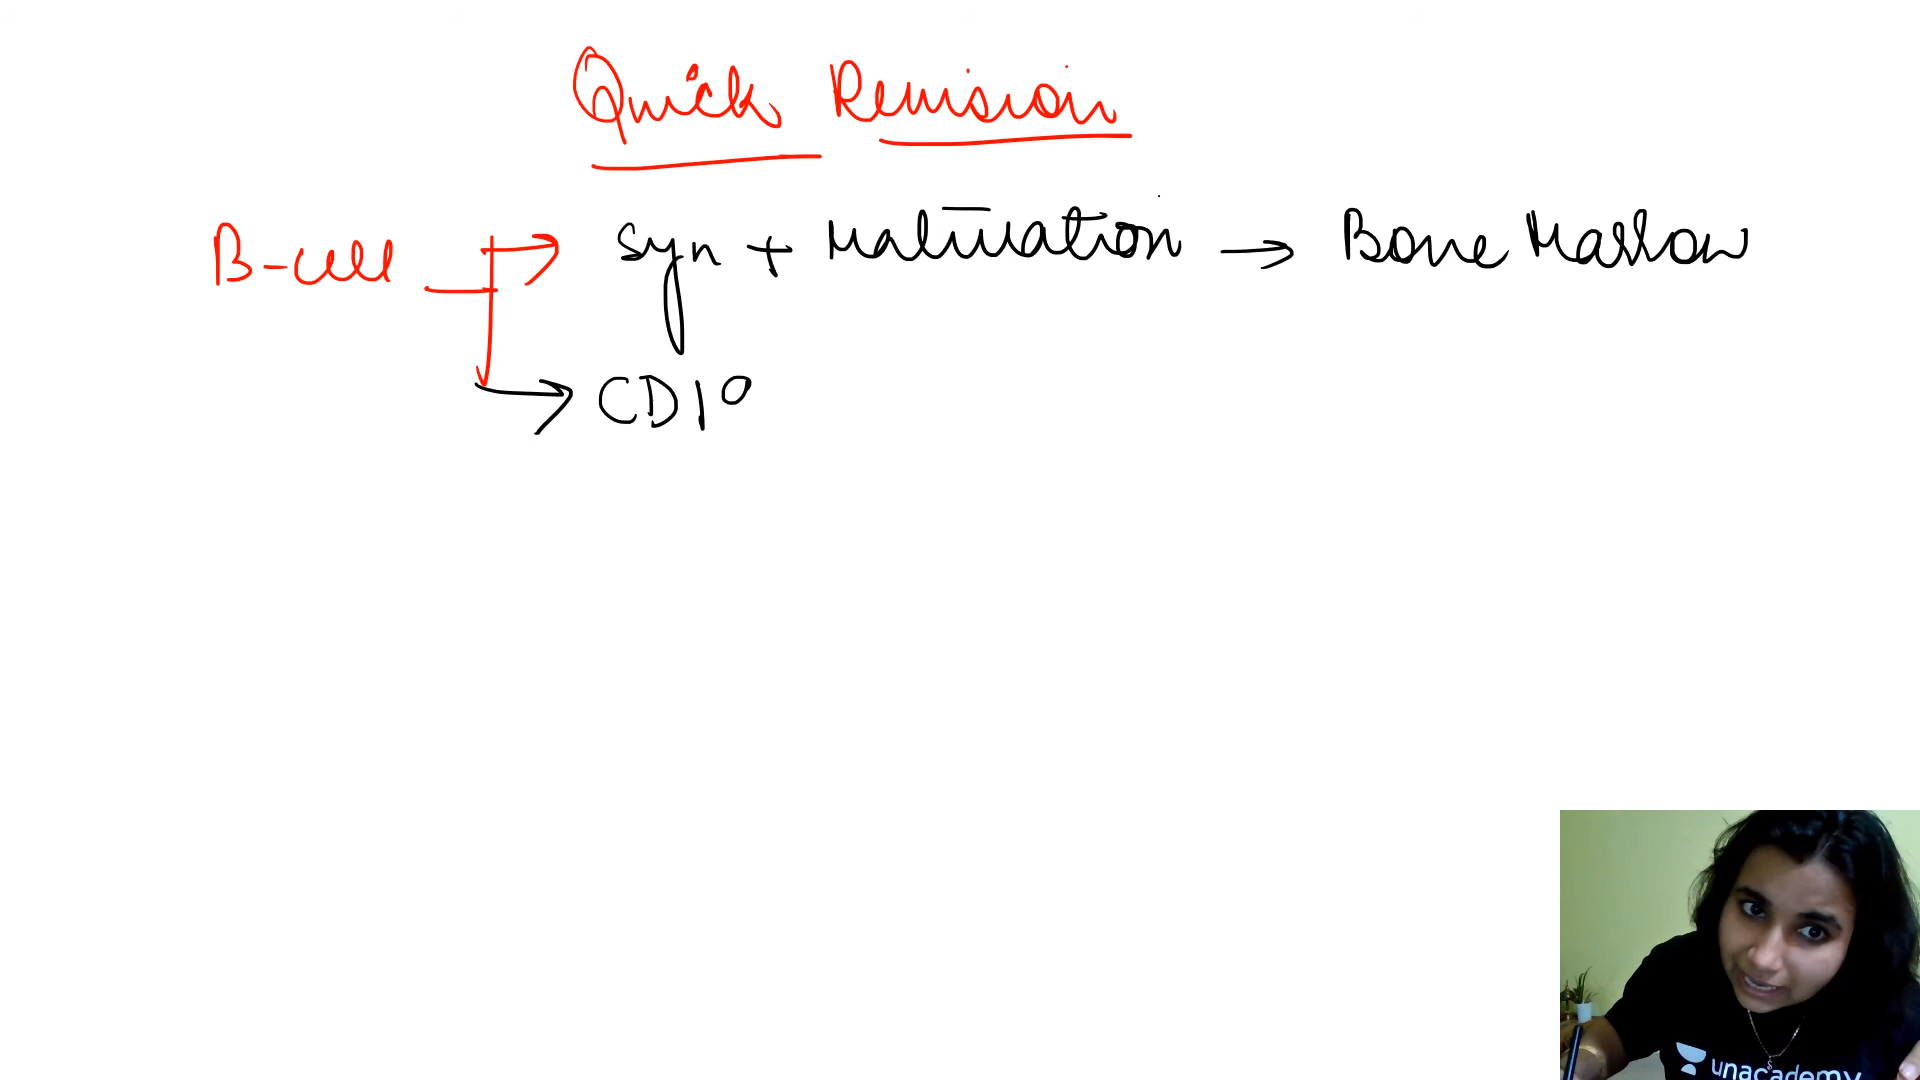 Quick Revision
B-cell → syn + Maturation → Bone Marrow
→ CD10
unacademy